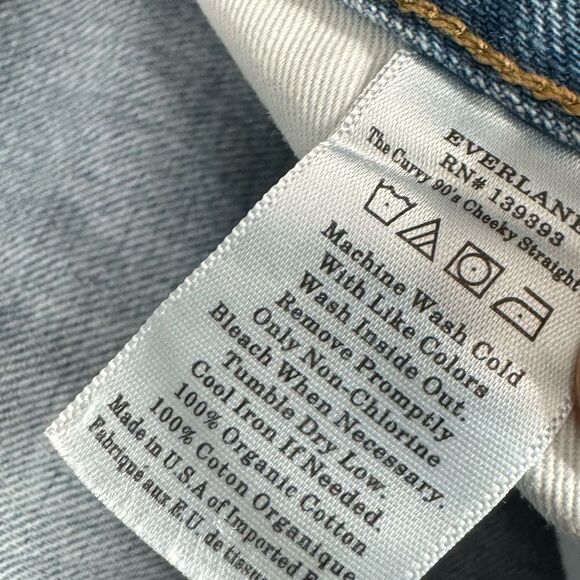 EVERLANE
RN# 139393
The Curvy 90's Cheeky Straight
Machine Wash Cold
With Like Colors
Wash Inside Out.
Remove Promptly
Only Non-Chlorine
Bleach When Necessary.
Tumble Dry Low.
Cool Iron If Needed.
100% Organic Cotton
100% Coton Organique
Made in U.S.A of Imported
Fabriqué aux E.U. de